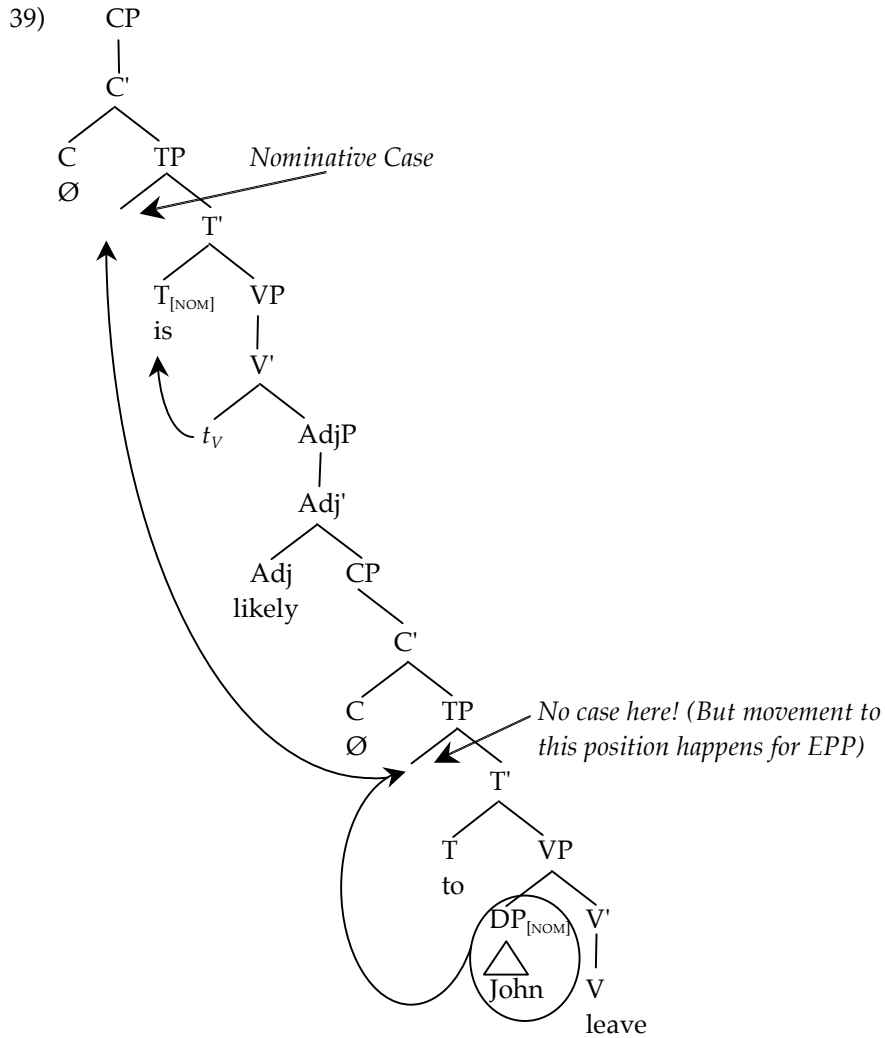 39) CP
C'
C TP Nominative Case
Ø
T'
T[NOM] VP
is
V'
tV AdjP
Adj'
Adj CP
likely
C'
C TP No case here! (But movement to
Ø this position happens for EPP)
T'
T VP
to
DP[NOM] V'
John V
leave